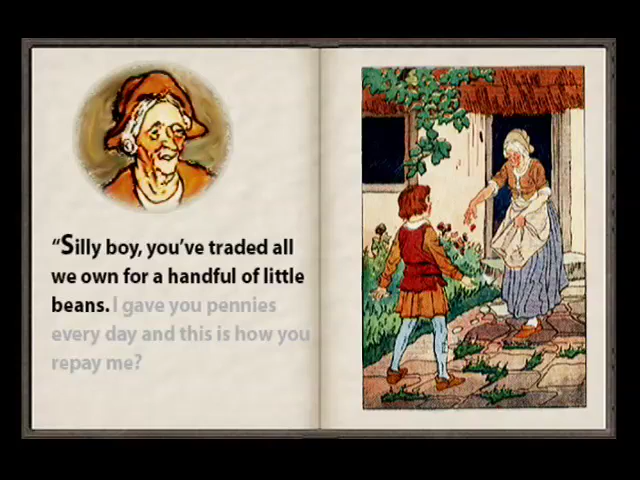 “Silly boy, you’ve traded all
we own for a handful of little
beans. I gave you pennies
every day and this is how you
repay me?